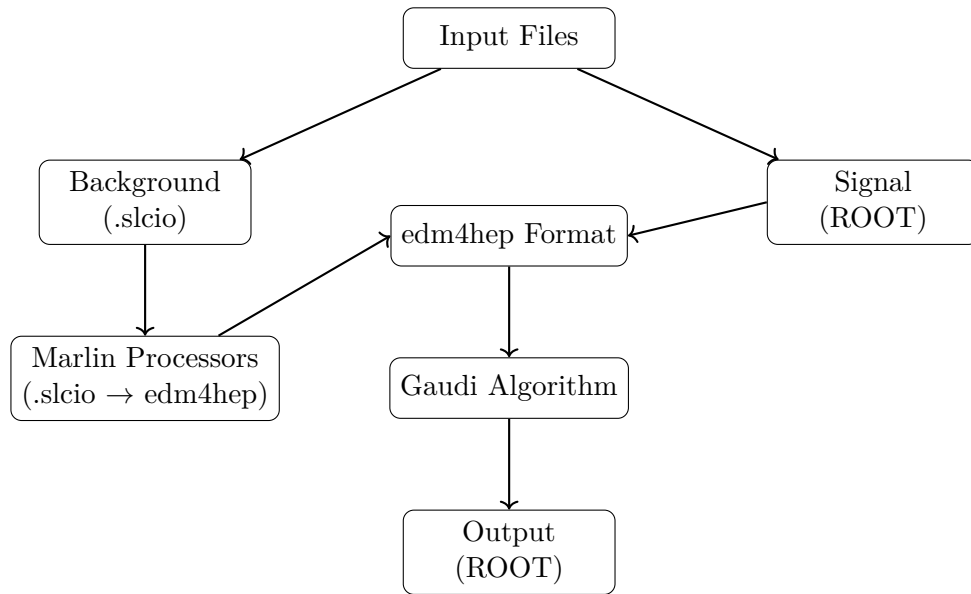 Input Files
Background
(.slcio)
Signal
(ROOT)
edm4hep Format
Marlin Processors
(.slcio → edm4hep)
Gaudi Algorithm
Output
(ROOT)